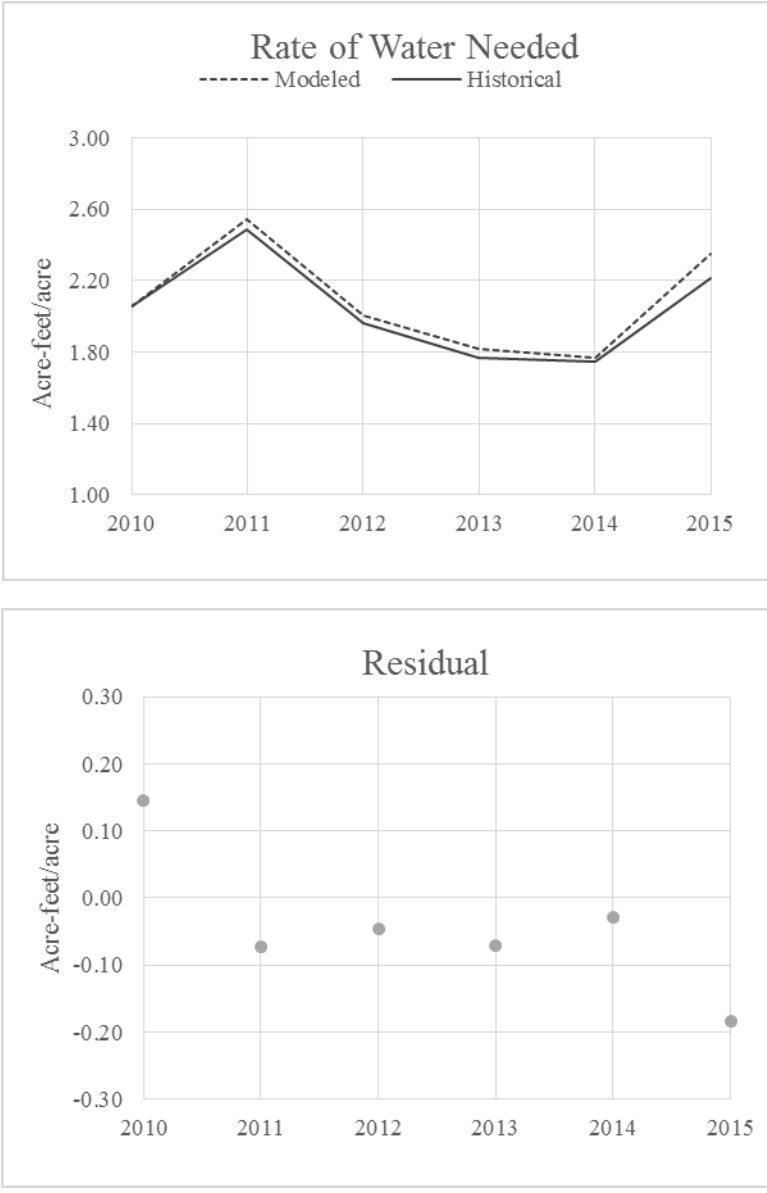 Rate of Water Needed
Modeled Historical
3.00
2.60
2.20
1.80
1.40
1.00
Acre-feet/acre
2010 2011 2012 2013 2014 2015
Residual
0.30
0.20
0.10
0.00
-0.10
-0.20
-0.30
Acre-feet/acre
2010 2011 2012 2013 2014 2015